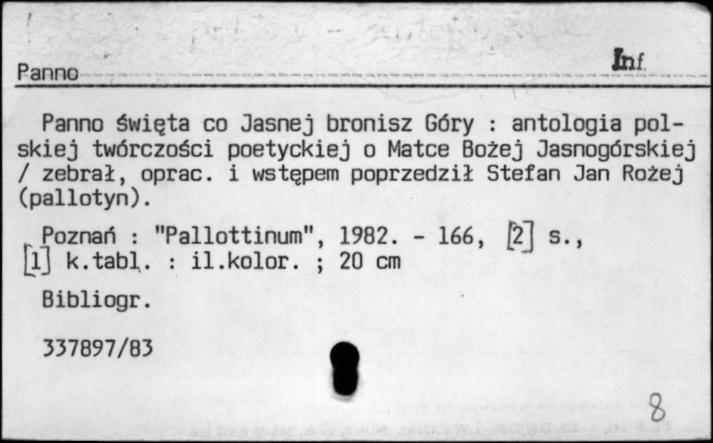 Inf.
Panno
Panno święta co Jasnej bronisz Góry : antologia pol-
skiej twórczości poetyckiej o Matce Bożej Jasnogórskiej
/ zebrał, oprac. i wstępem poprzedził Stefan Jan Rożej
(pallotyn).
Poznań : "Pallottinum", 1982. - 166, [2] s.,
[1] k.tabl. : il.kolor. ; 20 cm
Bibliogr.
337897/83
8